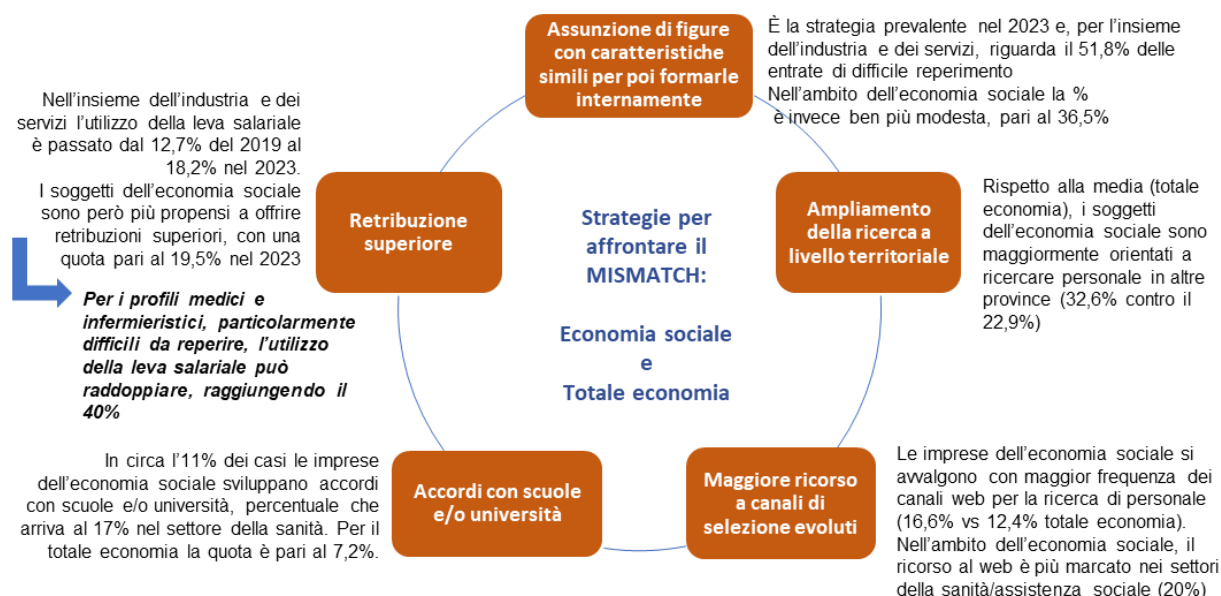 Assunzione di figure
con caratteristiche
simili per poi formarle
internamente
È la strategia prevalente nel 2023 e, per l’insieme
dell’industria e dei servizi, riguarda il 51,8% delle
entrate di difficile reperimento
Nell’ambito dell’economia sociale la %
è invece ben più modesta, pari al 36,5%
Nell’insieme dell’industria e dei
servizi l’utilizzo della leva salariale
è passato dal 12,7% del 2019 al
18,2% nel 2023.
I soggetti dell’economia sociale
sono però più propensi a offrire
retribuzioni superiori, con una
quota pari al 19,5% nel 2023
Per i profili medici e
infermieristici, particolarmente
difficili da reperire, l’utilizzo
della leva salariale può
raddoppiare, raggiungendo il
40%
Retribuzione
superiore
Strategie per
affrontare il
MISMATCH:
Economia sociale
e
Totale economia
Ampliamento
della ricerca a
livello territoriale
Rispetto alla media (totale
economia), i soggetti
dell’economia sociale sono
maggiormente orientati a
ricercare personale in altre
province (32,6% contro il
22,9%)
In circa l’11% dei casi le imprese
dell’economia sociale sviluppano accordi
con scuole e/o università, percentuale che
arriva al 17% nel settore della sanità. Per il
totale economia la quota è pari al 7,2%.
Accordi con scuole
e/o università
Maggiore ricorso
a canali di
selezione evoluti
Le imprese dell’economia sociale si
avvalgono con maggior frequenza dei
canali web per la ricerca di personale
(16,6% vs 12,4% totale economia).
Nell’ambito dell’economia sociale, il
ricorso al web è più marcato nei settori
della sanità/assistenza sociale (20%)